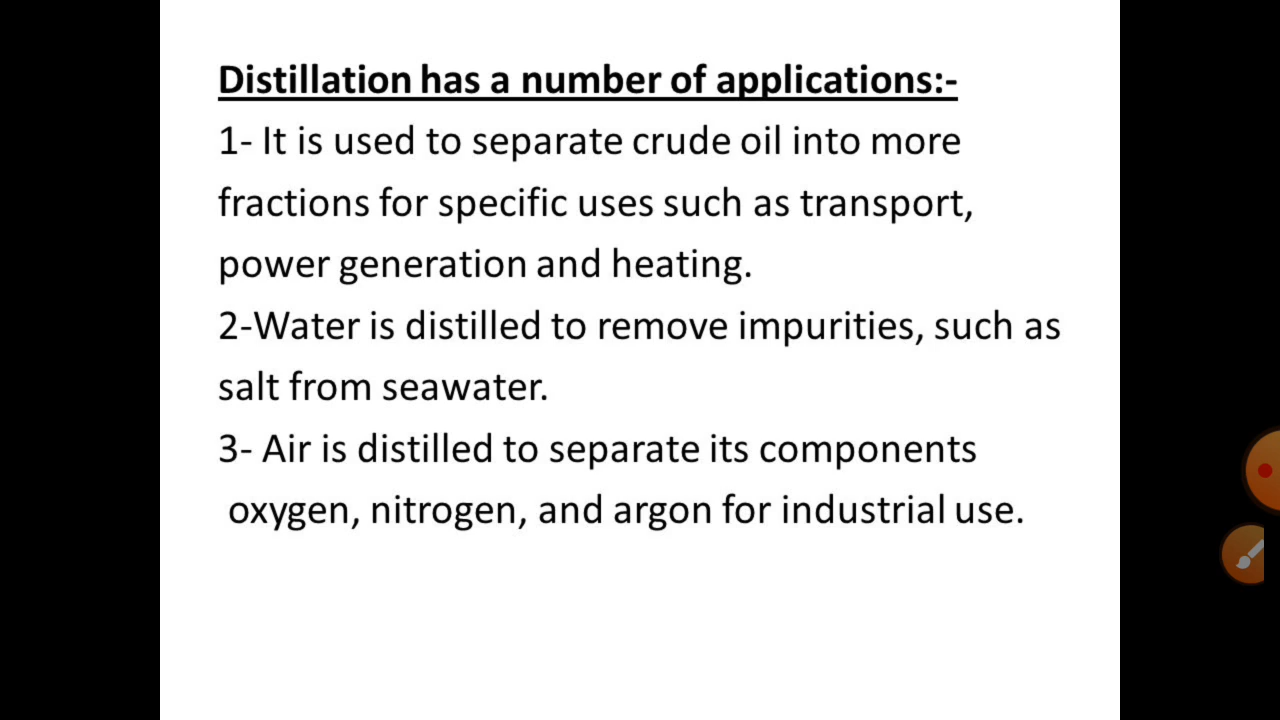 Distillation has a number of applications:-
1- It is used to separate crude oil into more
fractions for specific uses such as transport,
power generation and heating.
2-Water is distilled to remove impurities, such as
salt from seawater.
3- Air is distilled to separate its components
oxygen, nitrogen, and argon for industrial use.